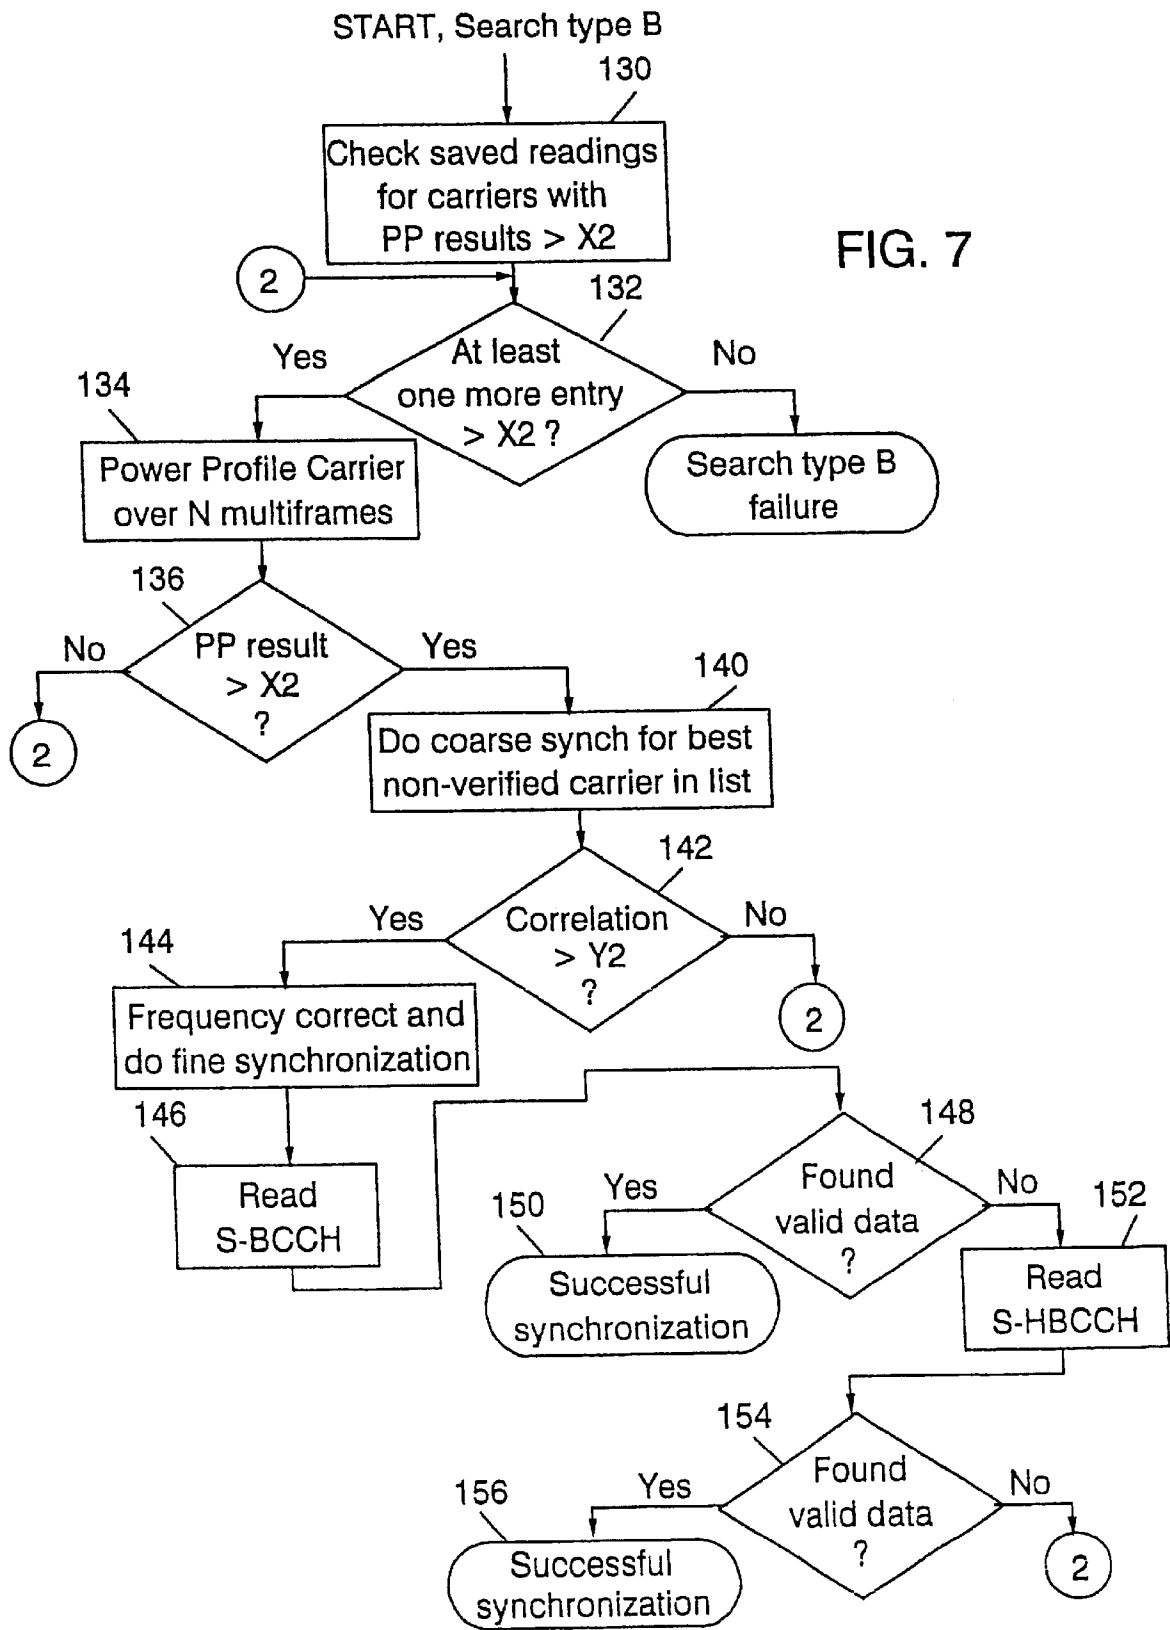 START, Search type B
130
Check saved readings
for carriers with
PP results > X2
FIG. 7
2
132
At least
one more entry
> X2 ?
Yes
No
134
Power Profile Carrier
over N multiframes
Search type B
failure
136
PP result
> X2
?
No
Yes
2
140
Do coarse synch for best
non-verified carrier in list
142
Correlation
> Y2
?
Yes
No
144
Frequency correct and
do fine synchronization
2
146
Read
S-BCCH
148
Found
valid data
?
Yes
No
150
Successful
synchronization
152
Read
S-HBCCH
154
Found
valid data
?
Yes
No
156
Successful
synchronization
2